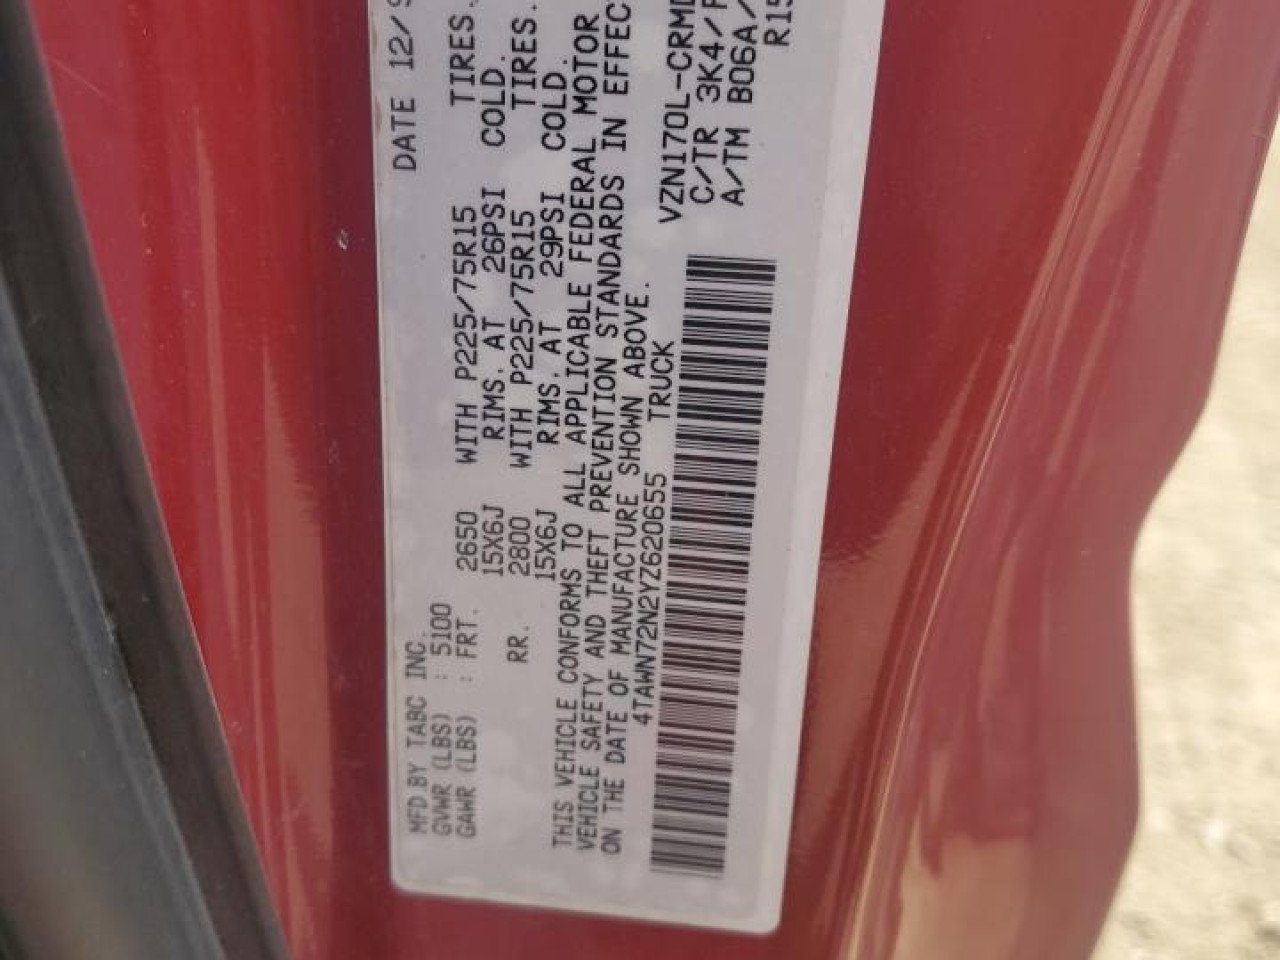 MFD BY TABC INC. DATE 12/9
GVWR (LBS) : 5100
GAWR (LBS) : FRT. 2650 WITH P225/75R15 TIRES.
15X6J RIMS. AT 26PSI COLD.
RR. 2800 WITH P225/75R15 TIRES.
15X6J RIMS. AT 29PSI COLD.
THIS VEHICLE CONFORMS TO ALL APPLICABLE FEDERAL MOTOR
VEHICLE SAFETY AND THEFT PREVENTION STANDARDS IN EFFEC
ON THE DATE OF MANUFACTURE SHOWN ABOVE.
4TAWN72N2YZ620655 TRUCK
VZN170L-CRMD
C/TR 3K4/F
A/TM B06A/
R15